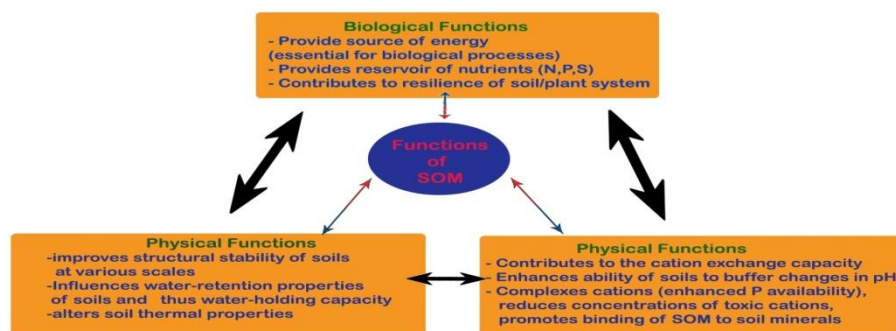 Biological Functions
- Provide source of energy
(essential for biological processes)
- Provides reservoir of nutrients (N,P,S)
- Contributes to resilience of soil/plant system
Functions
of
SOM
Physical Functions
-improves structural stability of soils
at various scales
-Influences water-retention properties
of soils and thus water-holding capacity
-alters soil thermal properties
Physical Functions
- Contributes to the cation exchange capacity
- Enhances ability of soils to buffer changes in pH
- Complexes cations (enhanced P availability),
reduces concentrations of toxic cations,
promotes binding of SOM to soil minerals